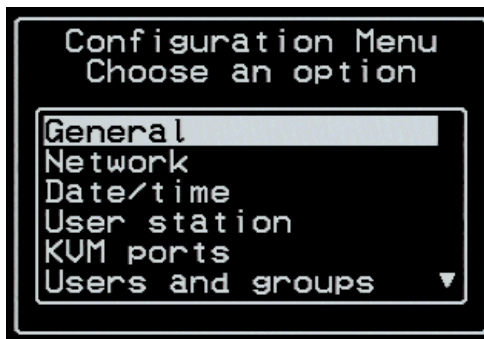 Configuration Menu
Choose an option
General
Network
Date/time
User station
KVM ports
Users and groups ▼